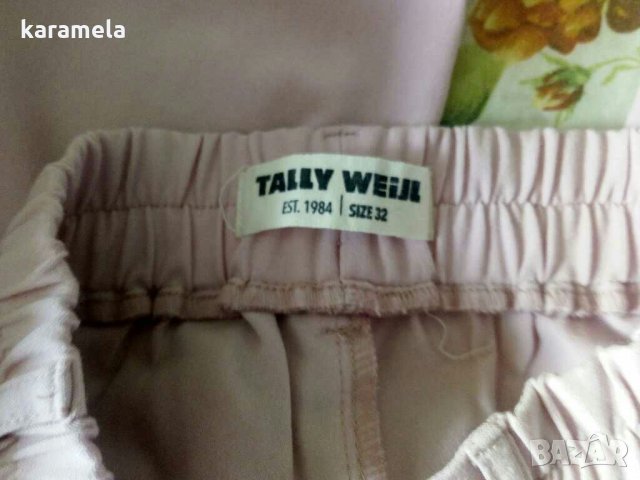 karamela
TALLY WEiJL
EST. 1984 | SIZE 32
BAZAR